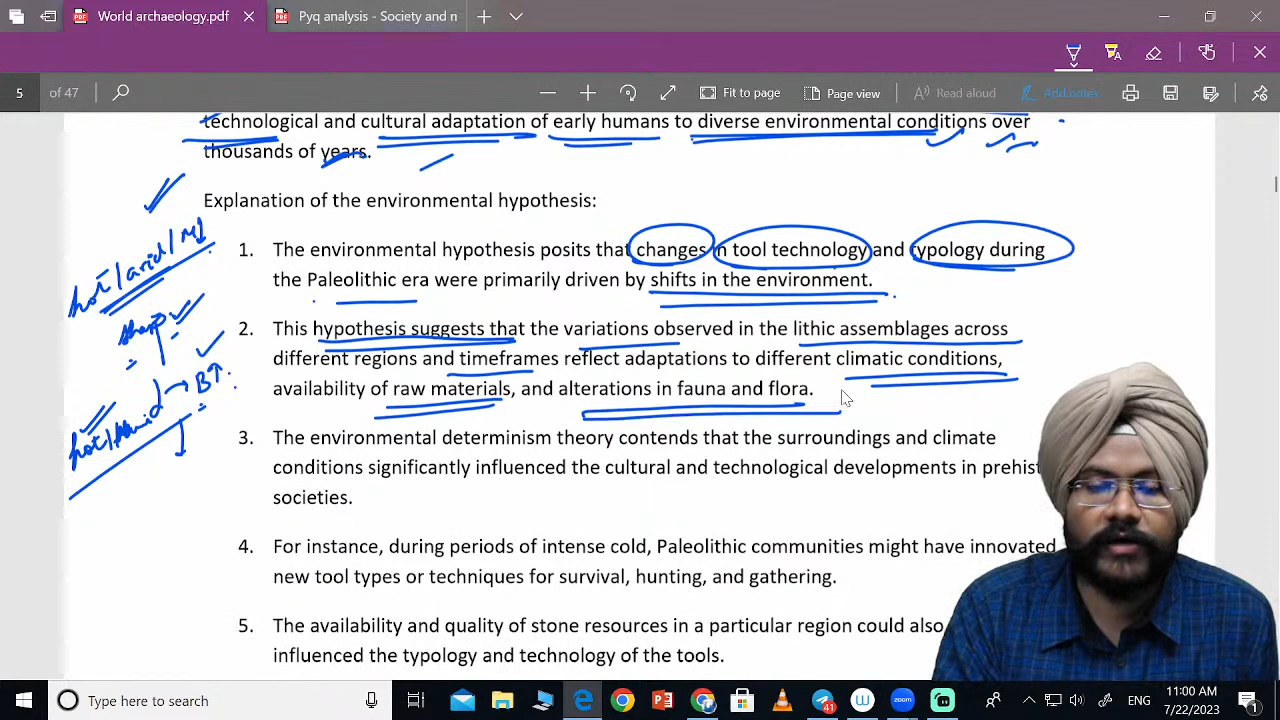 World archaeology.pdf
Pyq analysis - Society and n
5 of 47
Fit to page
Page view
Read aloud
Add notes
technological and cultural adaptation of early humans to diverse environmental conditions over
thousands of years.
Explanation of the environmental hypothesis:
1. The environmental hypothesis posits that changes in tool technology and typology during
the Paleolithic era were primarily driven by shifts in the environment.
2. This hypothesis suggests that the variations observed in the lithic assemblages across
different regions and timeframes reflect adaptations to different climatic conditions,
availability of raw materials, and alterations in fauna and flora.
3. The environmental determinism theory contends that the surroundings and climate
conditions significantly influenced the cultural and technological developments in prehist
societies.
4. For instance, during periods of intense cold, Paleolithic communities might have innovated
new tool types or techniques for survival, hunting, and gathering.
5. The availability and quality of stone resources in a particular region could also
influenced the typology and technology of the tools.
hot/arid/
sharp
B↑
hot/
Type here to search
41
ENG
11:00 AM
7/22/2023
1